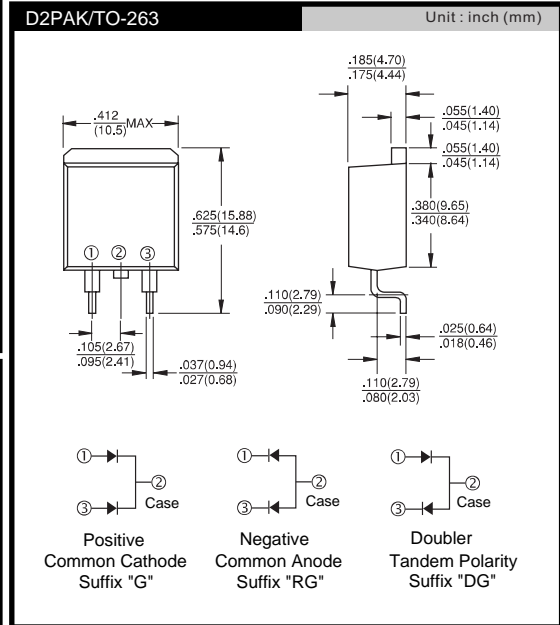 D2PAK/TO-263
Unit : inch (mm)
.185(4.70)
.175(4.44)
.412
(10.5)
MAX
.055(1.40)
.045(1.14)
.055(1.40)
.045(1.14)
.625(15.88)
.575(14.6)
.380(9.65)
.340(8.64)
① ② ③
.110(2.79)
.090(2.29)
.105(2.67)
.095(2.41)
.037(0.94)
.027(0.68)
.025(0.64)
.018(0.46)
.110(2.79)
.080(2.03)
①
②
Case
③
Positive
Common Cathode
Suffix "G"
①
②
Case
③
Negative
Common Anode
Suffix "RG"
①
②
Case
③
Doubler
Tandem Polarity
Suffix "DG"